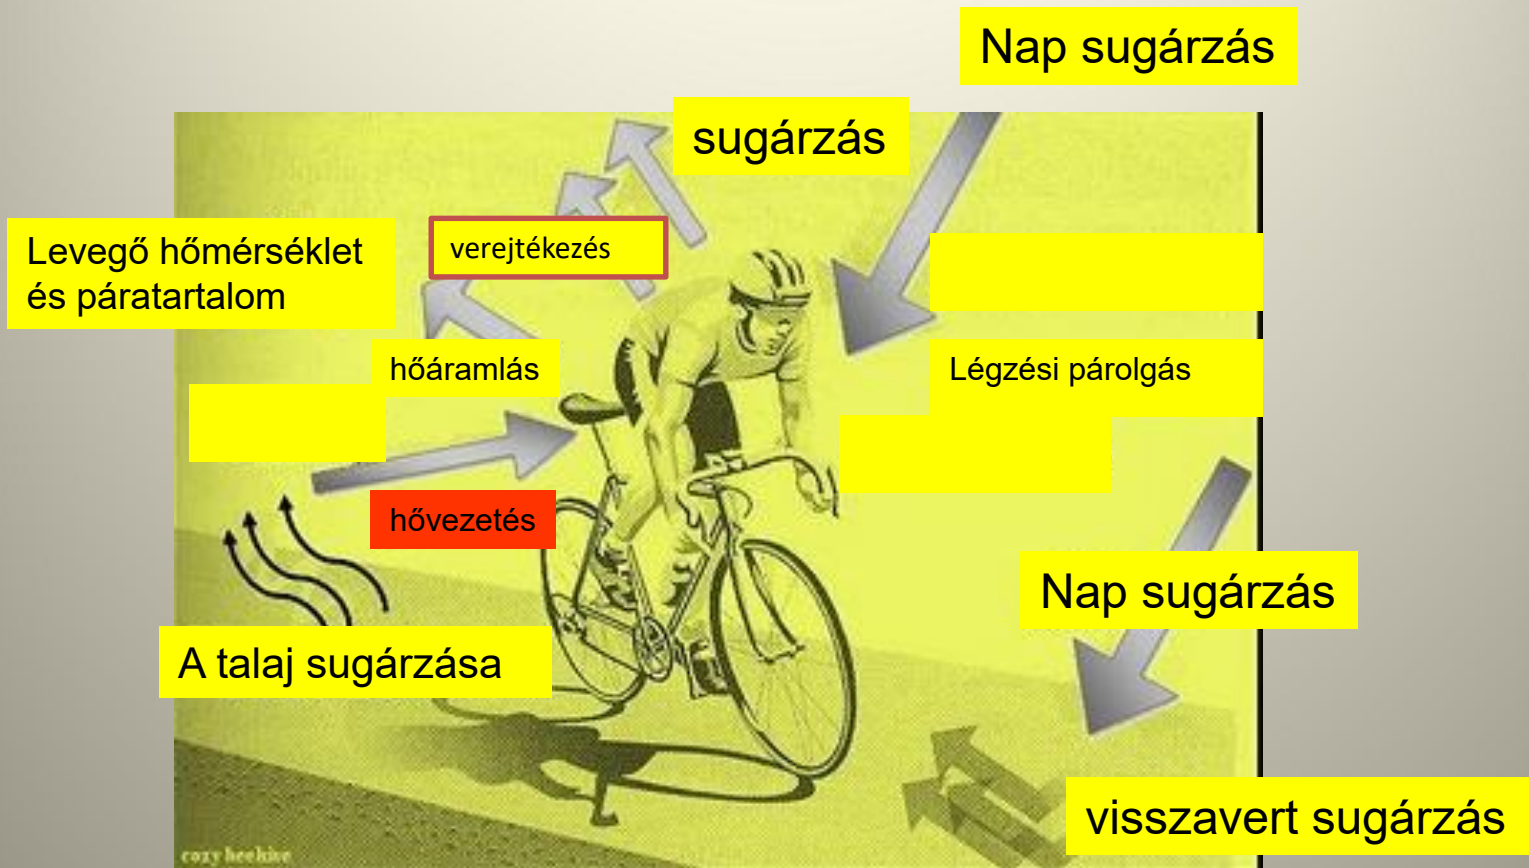 Nap sugárzás
sugárzás
Levegő hőmérséklet
és páratartalom
verejtékezés
hőáramlás
Légzési párolgás
hővezetés
Nap sugárzás
A talaj sugárzása
visszavert sugárzás
cozy beehive